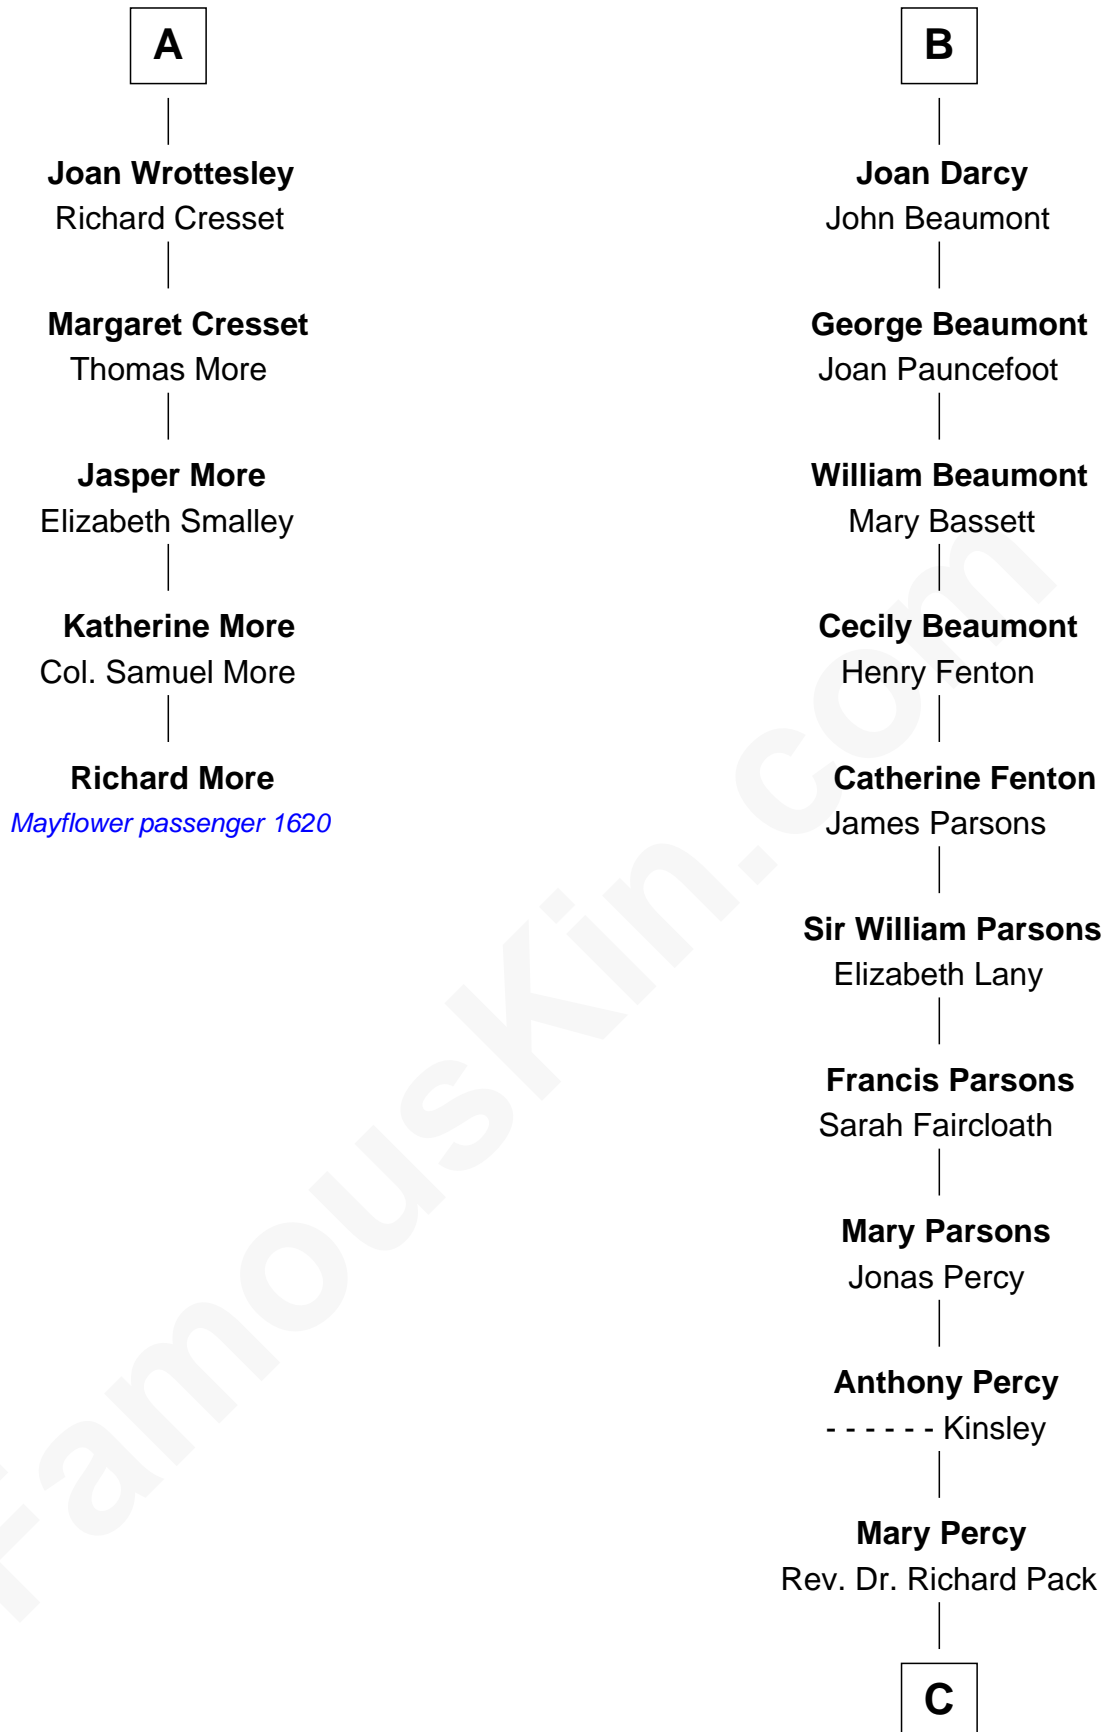 A
Joan Wrottesley
Richard Cresset
Margaret Cresset
Thomas More
Jasper More
Elizabeth Smalley
Katherine More
Col. Samuel More
Richard More
Mayflower passenger 1620
B
Joan Darcy
John Beaumont
George Beaumont
Joan Pauncefoot
William Beaumont
Mary Bassett
Cecily Beaumont
Henry Fenton
Catherine Fenton
James Parsons
Sir William Parsons
Elizabeth Lany
Francis Parsons
Sarah Faircloath
Mary Parsons
Jonas Percy
Anthony Percy
- - - - - - Kinsley
Mary Percy
Rev. Dr. Richard Pack
C
FamousKin.com